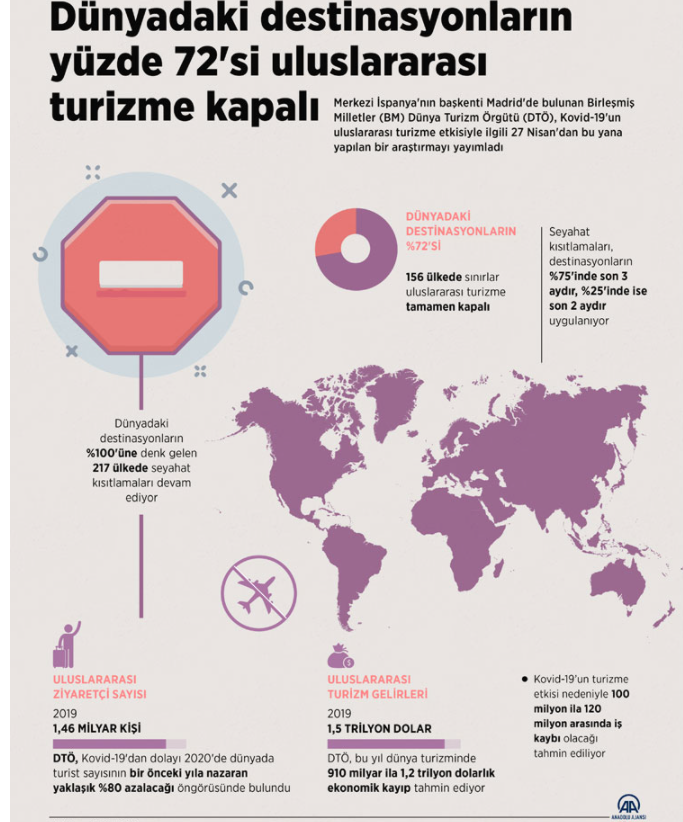 Dünyadaki destinasyonların
yüzde 72'si uluslararası
turizme kapalı
Merkezi İspanya'nın başkenti Madrid'de bulunan Birleşmiş
Milletler (BM) Dünya Turizm Örgütü (DTÖ), Kovid-19'un
uluslararası turizme etkisiyle ilgili 27 Nisan'dan bu yana
yapılan bir araştırmayı yayımladı
DÜNYADAKİ
DESTİNASYONLARIN
%72'Sİ
156 ülkede sınırlar
uluslararası turizme
tamamen kapalı
Seyahat
kısıtlamaları,
destinasyonların
%75'inde son 3
aydır, %25'inde ise
son 2 aydır
uygulanıyor
Dünyadaki
destinasyonların
%100'üne denk gelen
217 ülkede seyahat
kısıtlamaları devam
ediyor
ULUSLARARASI
ZİYARETÇİ SAYISI
2019
1,46 MİLYAR KİŞİ
DTÖ, Kovid-19'dan dolayı 2020'de dünyada
turist sayısının bir önceki yıla nazaran
yaklaşık %80 azalacağı öngörüsünde bulundu
ULUSLARARASI
TURİZM GELİRLERİ
2019
1,5 TRİLYON DOLAR
DTÖ, bu yıl dünya turizminde
910 milyar ila 1,2 trilyon dolarlık
ekonomik kayıp tahmin ediyor
• Kovid-19'un turizme
etkisi nedeniyle 100
milyon ila 120
milyon arasında iş
kaybı olacağı
tahmin ediliyor
AA
ANADOLU AJANSI